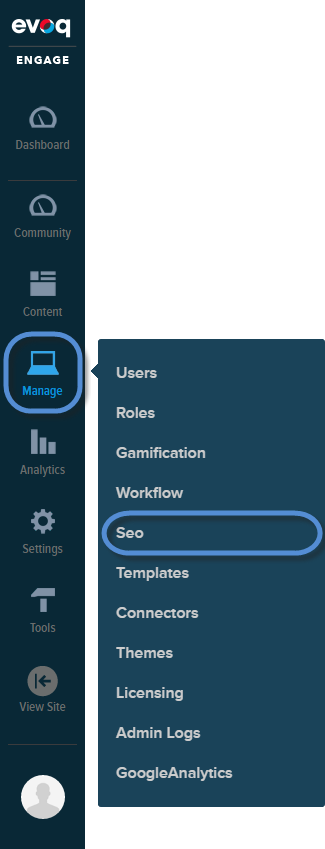 evoq
ENGAGE
Dashboard
Community
Content
Manage
Analytics
Settings
Tools
View Site
Users
Roles
Gamification
Workflow
Seo
Templates
Connectors
Themes
Licensing
Admin Logs
GoogleAnalytics